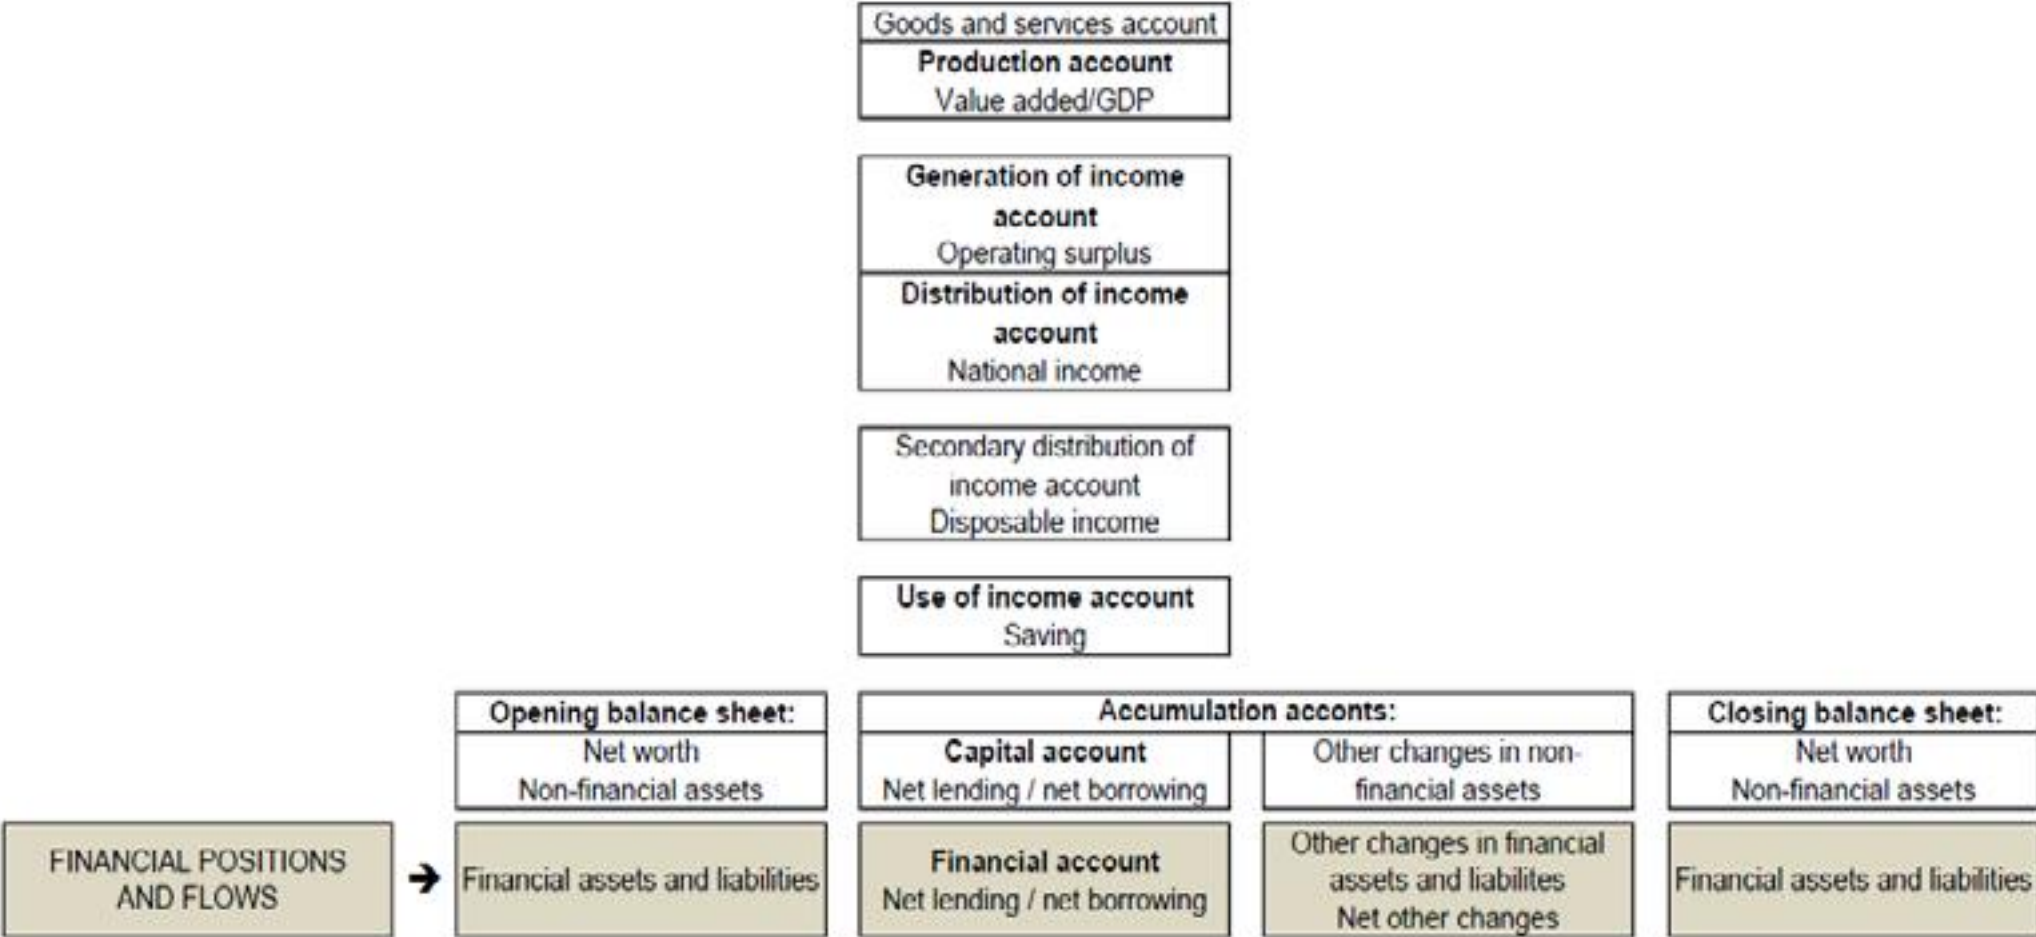 Goods and services account
Production account
Value added/GDP
Generation of income
account
Operating surplus
Distribution of income
account
National income
Secondary distribution of
income account
Disposable income
Use of income account
Saving
Opening balance sheet:
Net worth
Non-financial assets
Accumulation acconts:
Capital account
Net lending / net borrowing
Other changes in non-
financial assets
Closing balance sheet:
Net worth
Non-financial assets
FINANCIAL POSITIONS
AND FLOWS
➔
Financial assets and liabilities
Financial account
Net lending / net borrowing
Other changes in financial
assets and liabilites
Net other changes
Financial assets and liabilities